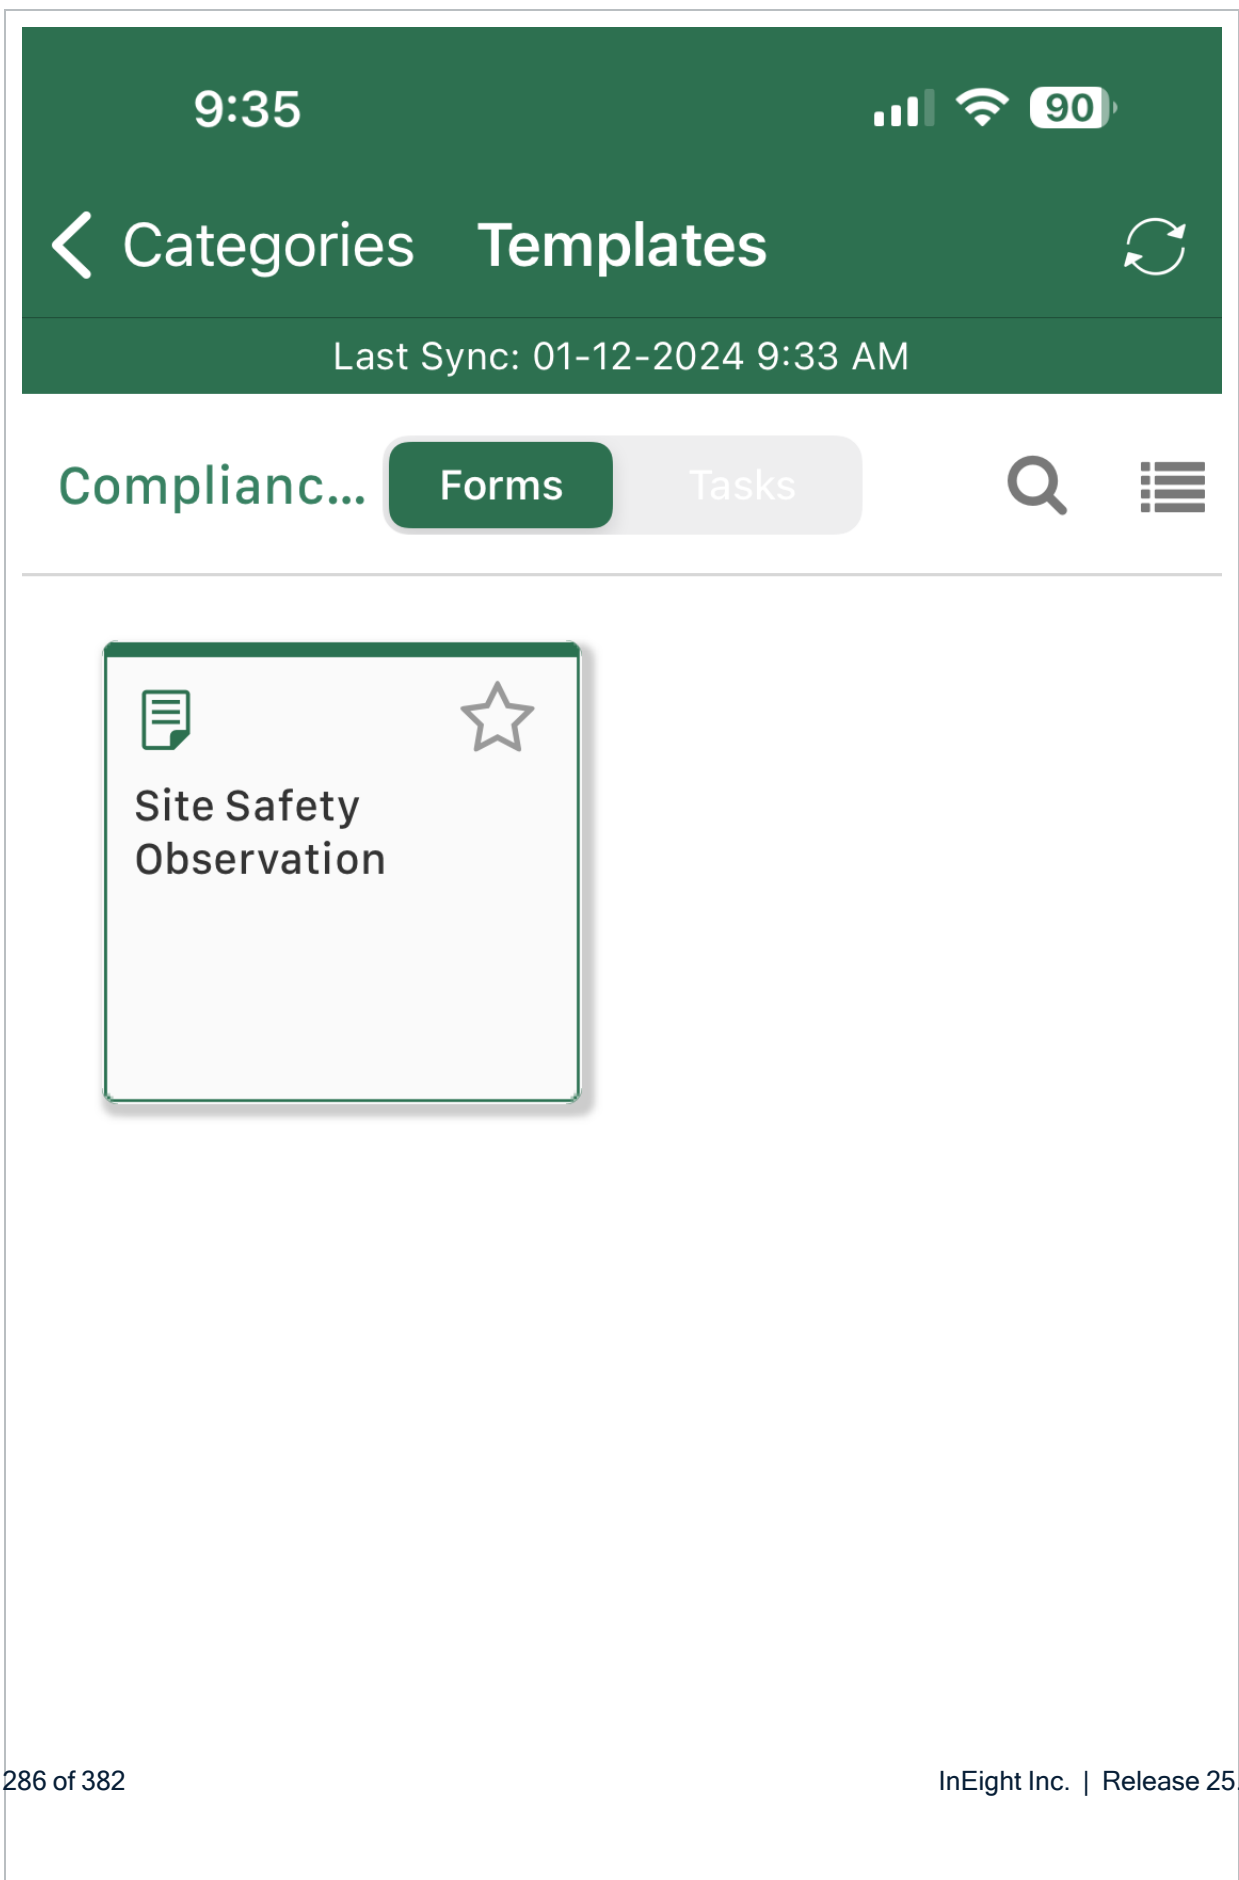 9:35
90
Categories Templates
Last Sync: 01-12-2024 9:33 AM
Complianc... Forms Tasks
Site Safety
Observation
286 of 382 InEight Inc. | Release 25.